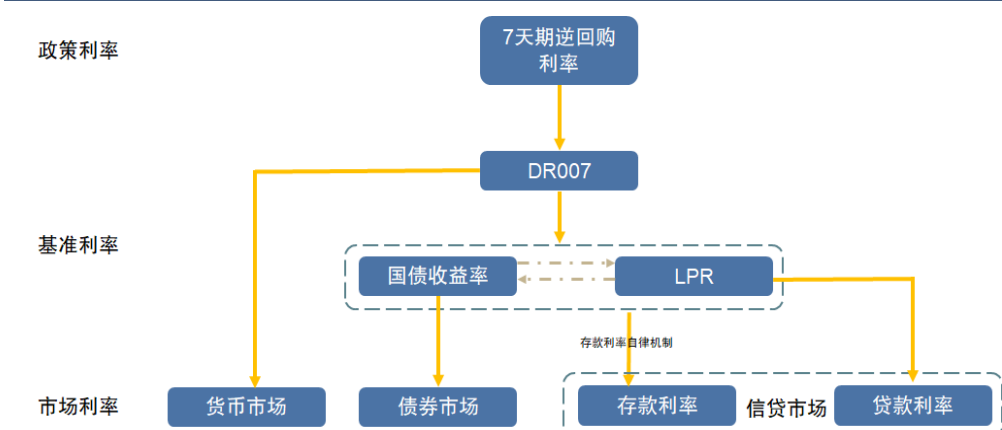 政策利率
7天期逆回购
利率
DR007
基准利率
国债收益率
LPR
存款利率自律机制
市场利率
货币市场
债券市场
存款利率
信贷市场
贷款利率